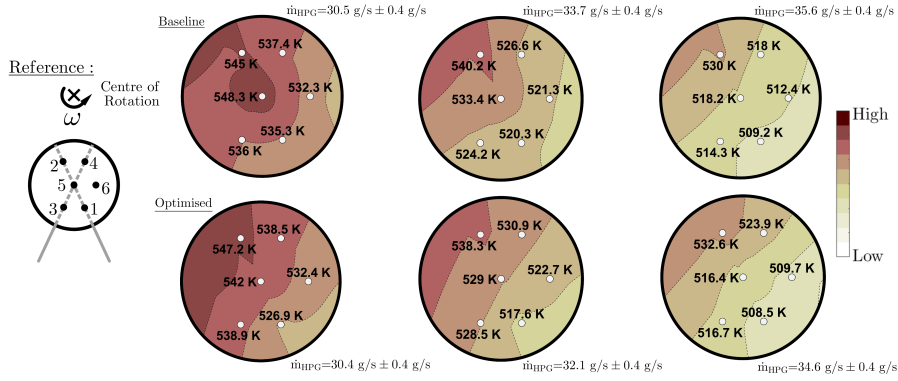 ṁHPG=30.5 g/s ± 0.4 g/s
ṁHPG=33.7 g/s ± 0.4 g/s
ṁHPG=35.6 g/s ± 0.4 g/s
Baseline
537.4 K
545 K
548.3 K
532.3 K
535.3 K
536 K
526.6 K
540.2 K
533.4 K
521.3 K
520.3 K
524.2 K
518 K
530 K
518.2 K
512.4 K
509.2 K
514.3 K
Reference :
Centre of
Rotation
ω
2
4
5
6
3
1
High
Low
Optimised
538.5 K
547.2 K
532.4 K
542 K
526.9 K
538.9 K
530.9 K
538.3 K
522.7 K
529 K
517.6 K
528.5 K
523.9 K
532.6 K
509.7 K
516.4 K
508.5 K
516.7 K
ṁHPG=30.4 g/s ± 0.4 g/s
ṁHPG=32.1 g/s ± 0.4 g/s
ṁHPG=34.6 g/s ± 0.4 g/s